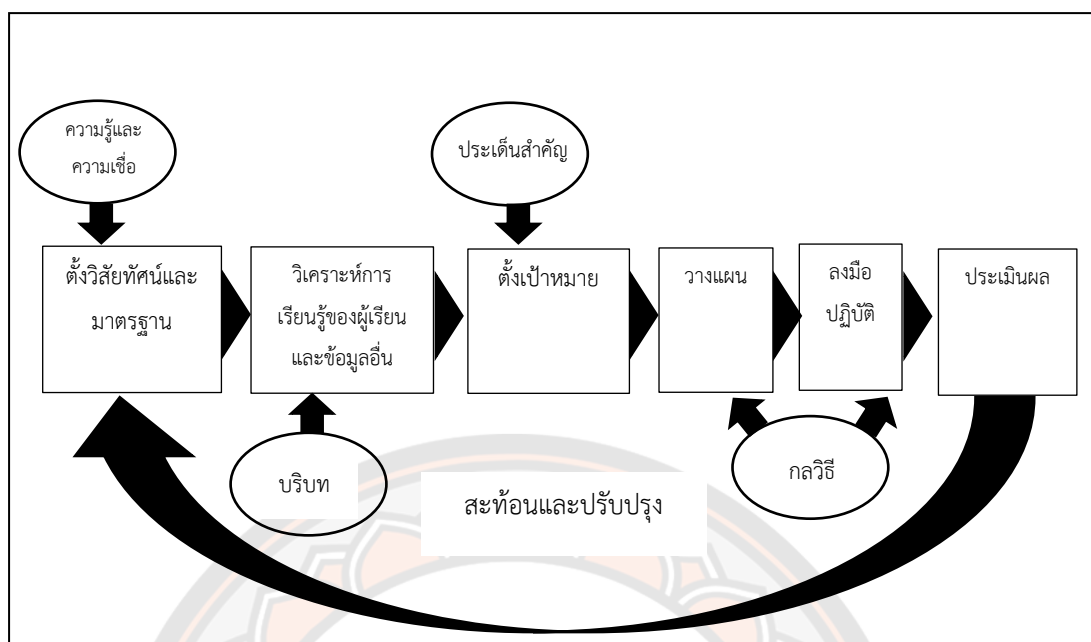 ความรู้และ
ความเชื่อ
ประเด็นสำคัญ
ตั้งวิสัยทัศน์และ
มาตรฐาน
วิเคราะห์การ
เรียนรู้ของผู้เรียน
และข้อมูลอื่น
ตั้งเป้าหมาย
วางแผน
ลงมือ
ปฏิบัติ
ประเมินผล
บริบท
สะท้อนและปรับปรุง
กลวิธี